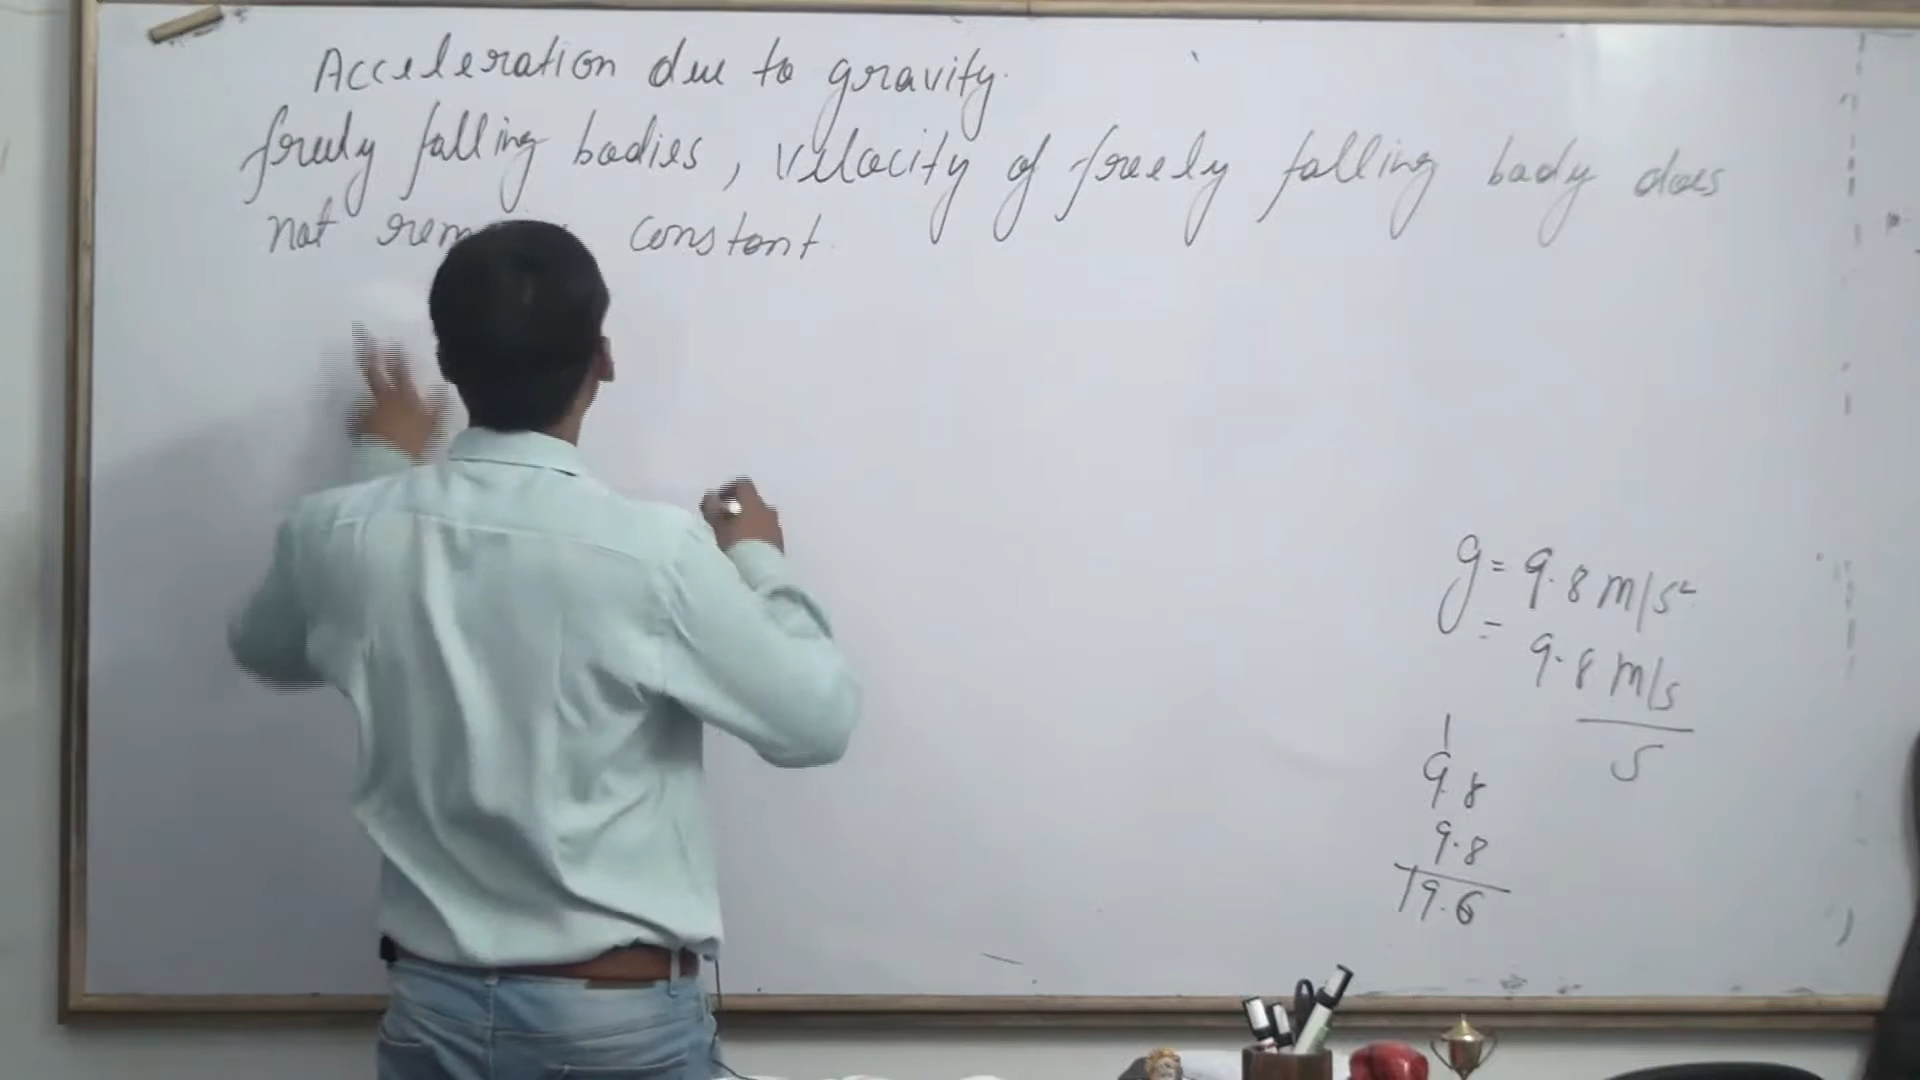 Acceleration due to gravity.
freely falling bodies, velocity of freely falling body does
not constant.
g = 9.8 m/s²
= 9.8 m/s
s
1
9.8
9.8
19.6